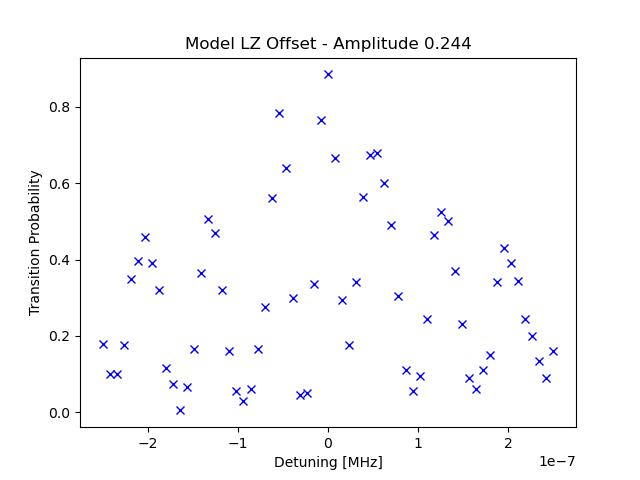 Model LZ Offset - Amplitude 0.244
Transition Probability
0.8
0.6
0.4
0.2
0.0
−2
−1
0
1
2
1e−7
Detuning [MHz]